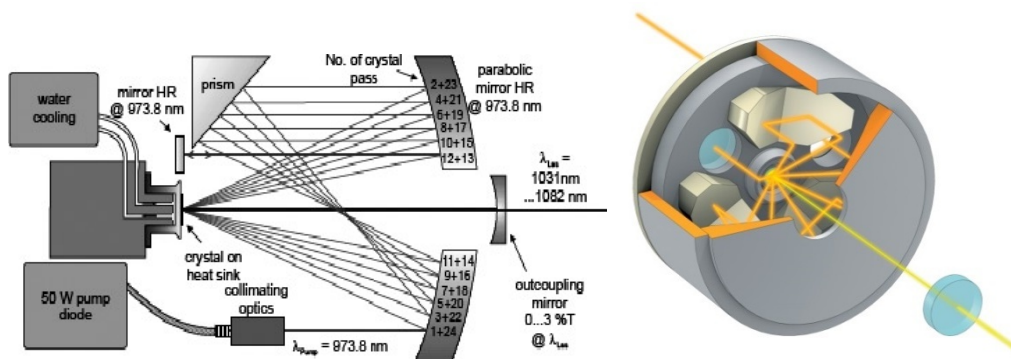 water
cooling
mirror HR
@ 973.8 nm
prism
No. of crystal
pass
parabolic
mirror HR
@ 973.8 nm
2+23
4+21
6+19
8+17
10+15
12+13
λLas =
1031nm
...1082 nm
crystal on
heat sink
collimating
optics
50 W pump
diode
λPump = 973.8 nm
11+14
9+16
7+18
5+20
3+22
1+24
outcoupling
mirror
0...3 %T
@ λLas